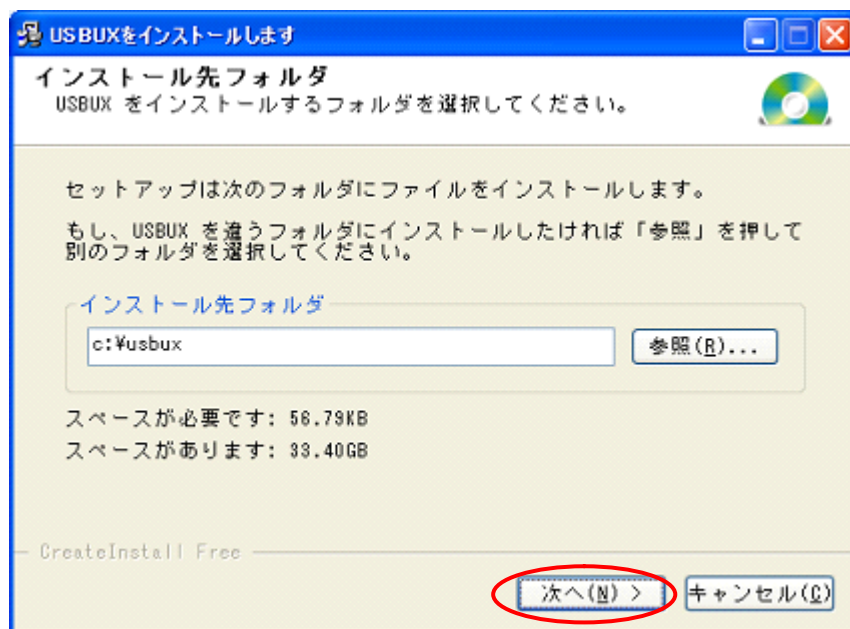 USBUXをインストールします
インストール先フォルダ
USBUX をインストールするフォルダを選択してください。
セットアップは次のフォルダにファイルをインストールします。
もし、USBUX を違うフォルダにインストールしたければ「参照」を押して
別のフォルダを選択してください。
インストール先フォルダ
c:¥usbux
参照(R)...
スペースが必要です: 56.79KB
スペースがあります: 33.40GB
CreateInstall Free
次へ(N) >
キャンセル(C)